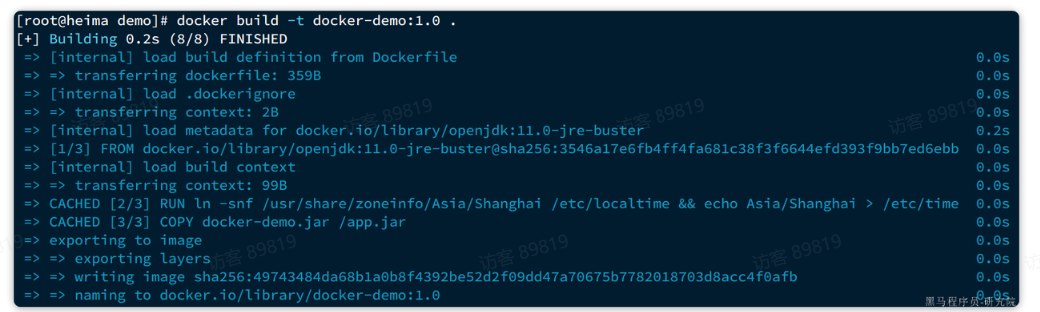 [root@heima demo]# docker build -t docker-demo:1.0 .
[+] Building 0.2s (8/8) FINISHED
=> [internal] load build definition from Dockerfile 0.0s
=> => transferring dockerfile: 359B 0.0s
=> [internal] load .dockerignore 0.0s
=> => transferring context: 2B 0.0s
=> [internal] load metadata for docker.io/library/openjdk:11.0-jre-buster 0.2s
=> [1/3] FROM docker.io/library/openjdk:11.0-jre-buster@sha256:3546a17e6fb4ff4fa681c38f3f6644efd393f9bb7ed6ebb 0.0s
=> [internal] load build context 0.0s
=> => transferring context: 99B 0.0s
=> CACHED [2/3] RUN ln -snf /usr/share/zoneinfo/Asia/Shanghai /etc/localtime && echo Asia/Shanghai > /etc/time 0.0s
=> CACHED [3/3] COPY docker-demo.jar /app.jar 0.0s
=> exporting to image 0.0s
=> => exporting layers 0.0s
=> => writing image sha256:49743484da68b1a0b8f4392be52d2f09dd47a70675b7782018703d8acc4f0afb 0.0s
=> => naming to docker.io/library/docker-demo:1.0 0.0s
访客 89819
访客 89819
访客 89819
访客 89819
89819
访客 89819
访客 89819
访客 89819
黑马程序员-研究院